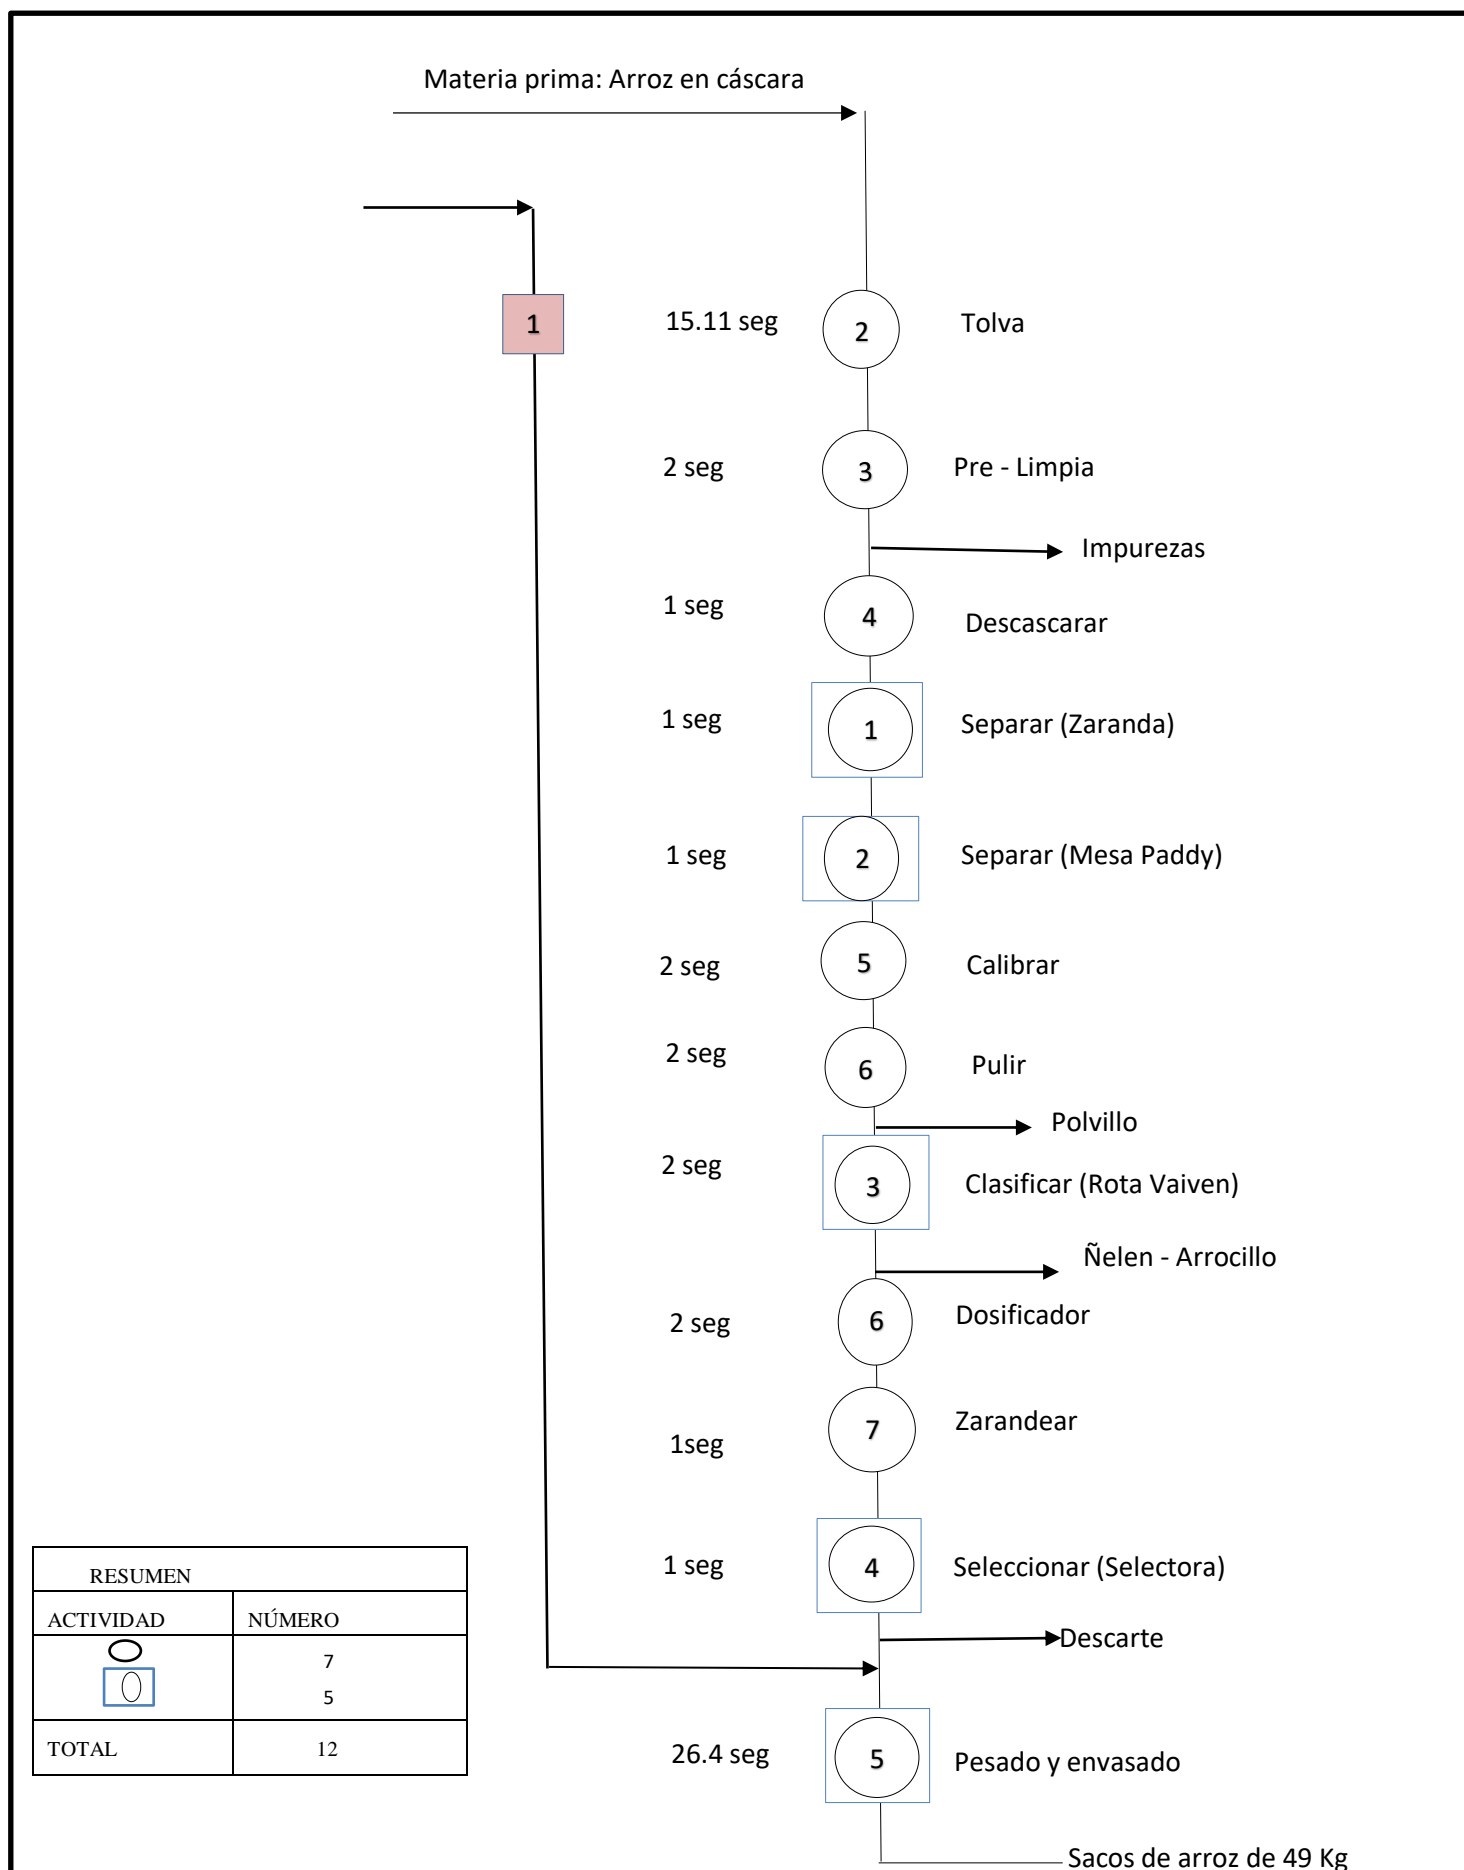 Materia prima: Arroz en cáscara
1
15.11 seg 2 Tolva
2 seg 3 Pre - Limpia
Impurezas
1 seg 4 Descascarar
1 seg 1 Separar (Zaranda)
1 seg 2 Separar (Mesa Paddy)
2 seg 5 Calibrar
2 seg 6 Pulir
Polvillo
2 seg 3 Clasificar (Rota Vaiven)
Ñelen - Arrocillo
2 seg 6 Dosificador
1seg 7 Zarandear
1 seg 4 Seleccionar (Selectora)
Descarte
26.4 seg 5 Pesado y envasado
Sacos de arroz de 49 Kg
RESUMEN
ACTIVIDAD NÚMERO
7
5
TOTAL 12